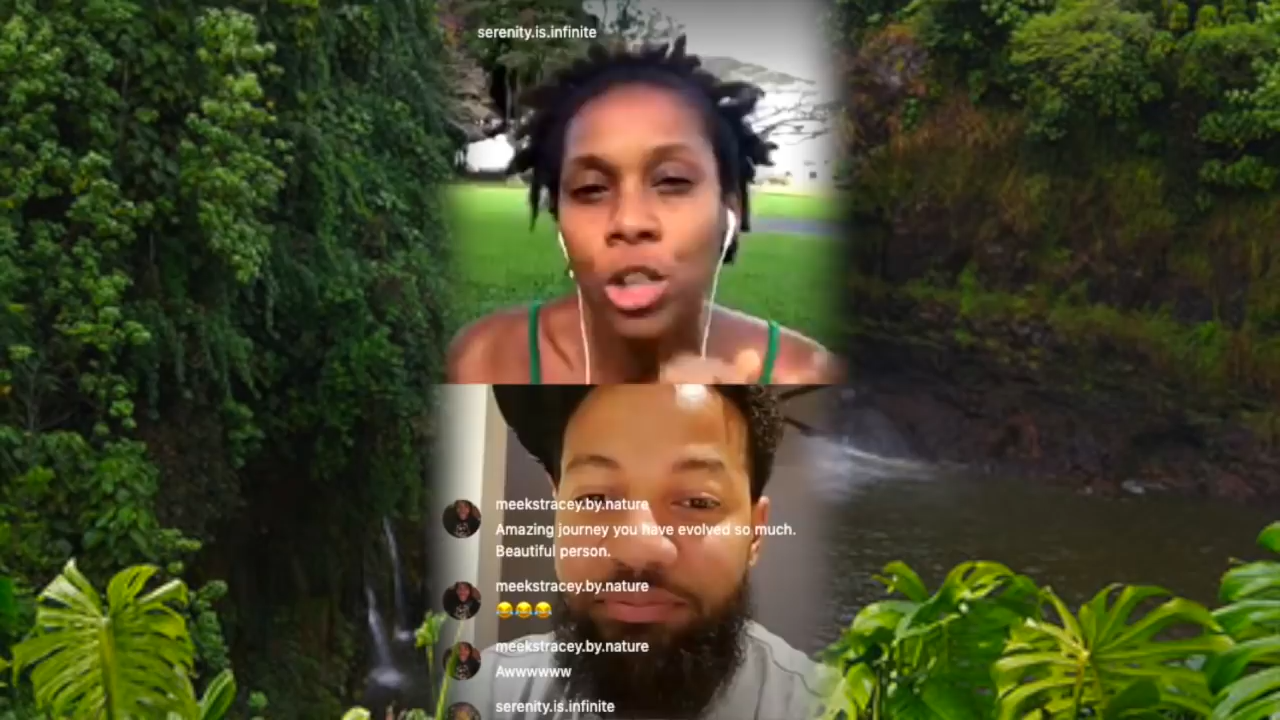 serenity.is.infinite
meekstracey.by.nature
Amazing journey you have evolved so much.
Beautiful person.
meekstracey.by.nature
😂😂😂
meekstracey.by.nature
Awwwwww
serenity.is.infinite